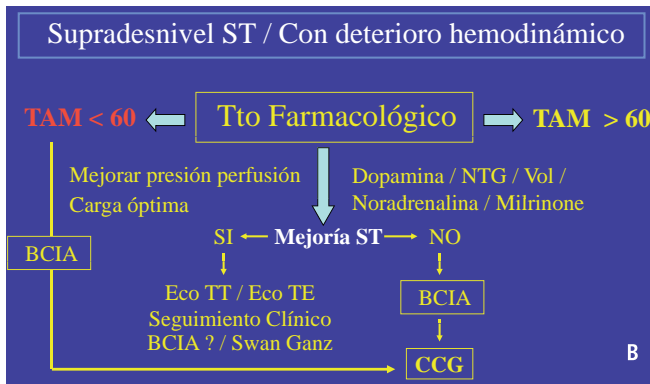 Supradesnivel ST / Con deterioro hemodinámico
TAM < 60
Tto Farmacológico
TAM > 60
Mejorar presión perfusión
Carga óptima
Dopamina / NTG / Vol /
Noradrenalina / Milrinone
SI
Mejoría ST
NO
BCIA
Eco TT / Eco TE
Seguimiento Clínico
BCIA ? / Swan Ganz
BCIA
CCG
B